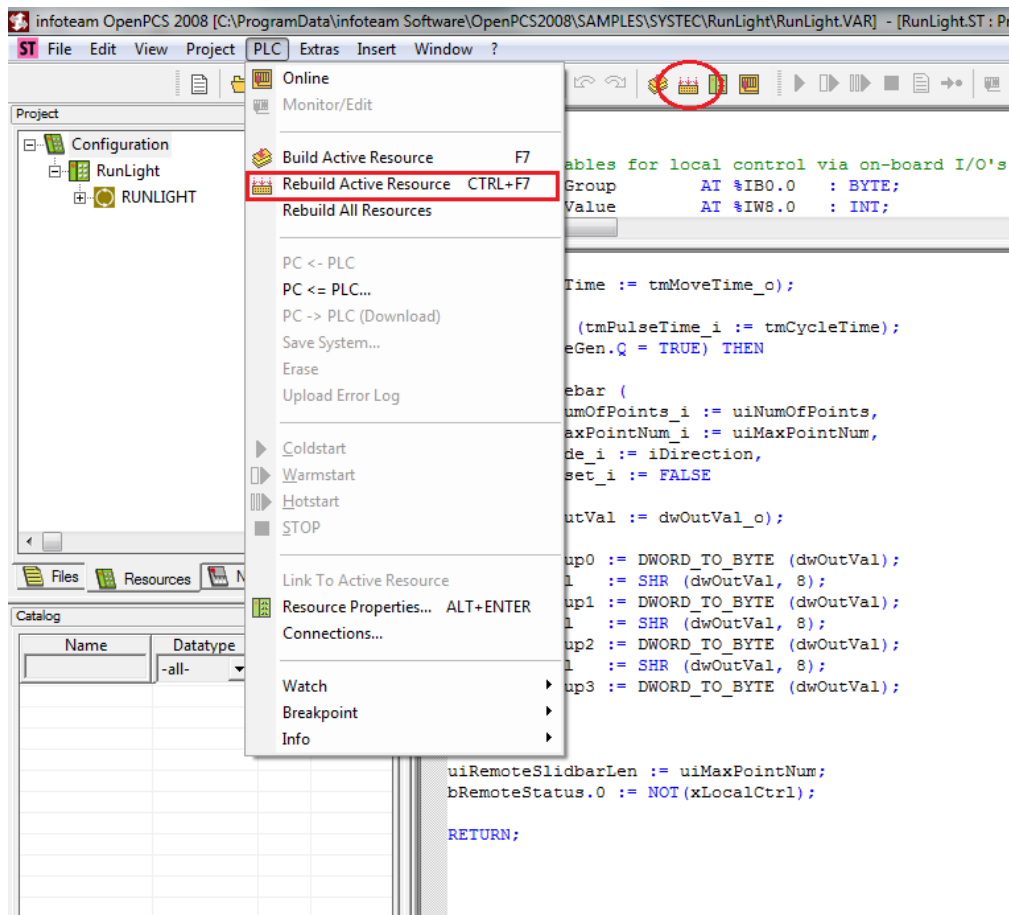 infoteam OpenPCS 2008 [C:\ProgramData\infoteam Software\OpenPCS2008\SAMPLES\SYSTEC\RunLight\RunLight.VAR] - [RunLight.ST : P
ST File Edit View Project PLC Extras Insert Window ?
Project
Configuration
RunLight
RUNLIGHT
Files Resources
Catalog
Name Datatype
-all-
Online
Monitor/Edit
Build Active Resource F7
Rebuild Active Resource CTRL+F7
Rebuild All Resources
PC <- PLC
PC <= PLC...
PC -> PLC (Download)
Save System...
Erase
Upload Error Log
Coldstart
Warmstart
Hotstart
STOP
Link To Active Resource
Resource Properties... ALT+ENTER
Connections...
Watch
Breakpoint
Info
ables for local control via on-board I/O's
Group AT %IB0.0 : BYTE;
Value AT %IW8.0 : INT;
Time := tmMoveTime_o);
(tmPulseTime_i := tmCycleTime);
eGen.Q = TRUE) THEN
ebar (
umOfPoints_i := uiNumOfPoints,
axPointNum_i := uiMaxPointNum,
de_i := iDirection,
set_i := FALSE
utVal := dwOutVal_o);
up0 := DWORD_TO_BYTE (dwOutVal);
l := SHR (dwOutVal, 8);
up1 := DWORD_TO_BYTE (dwOutVal);
l := SHR (dwOutVal, 8);
up2 := DWORD_TO_BYTE (dwOutVal);
l := SHR (dwOutVal, 8);
up3 := DWORD_TO_BYTE (dwOutVal);
uiRemoteSlidbarLen := uiMaxPointNum;
bRemoteStatus.0 := NOT(xLocalCtrl);
RETURN;